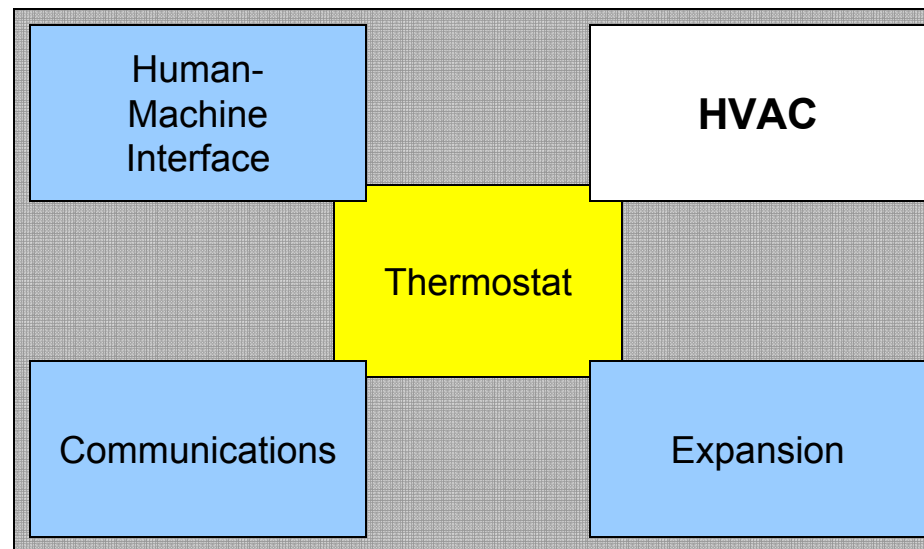 Human-
Machine
Interface
HVAC
Thermostat
Communications
Expansion